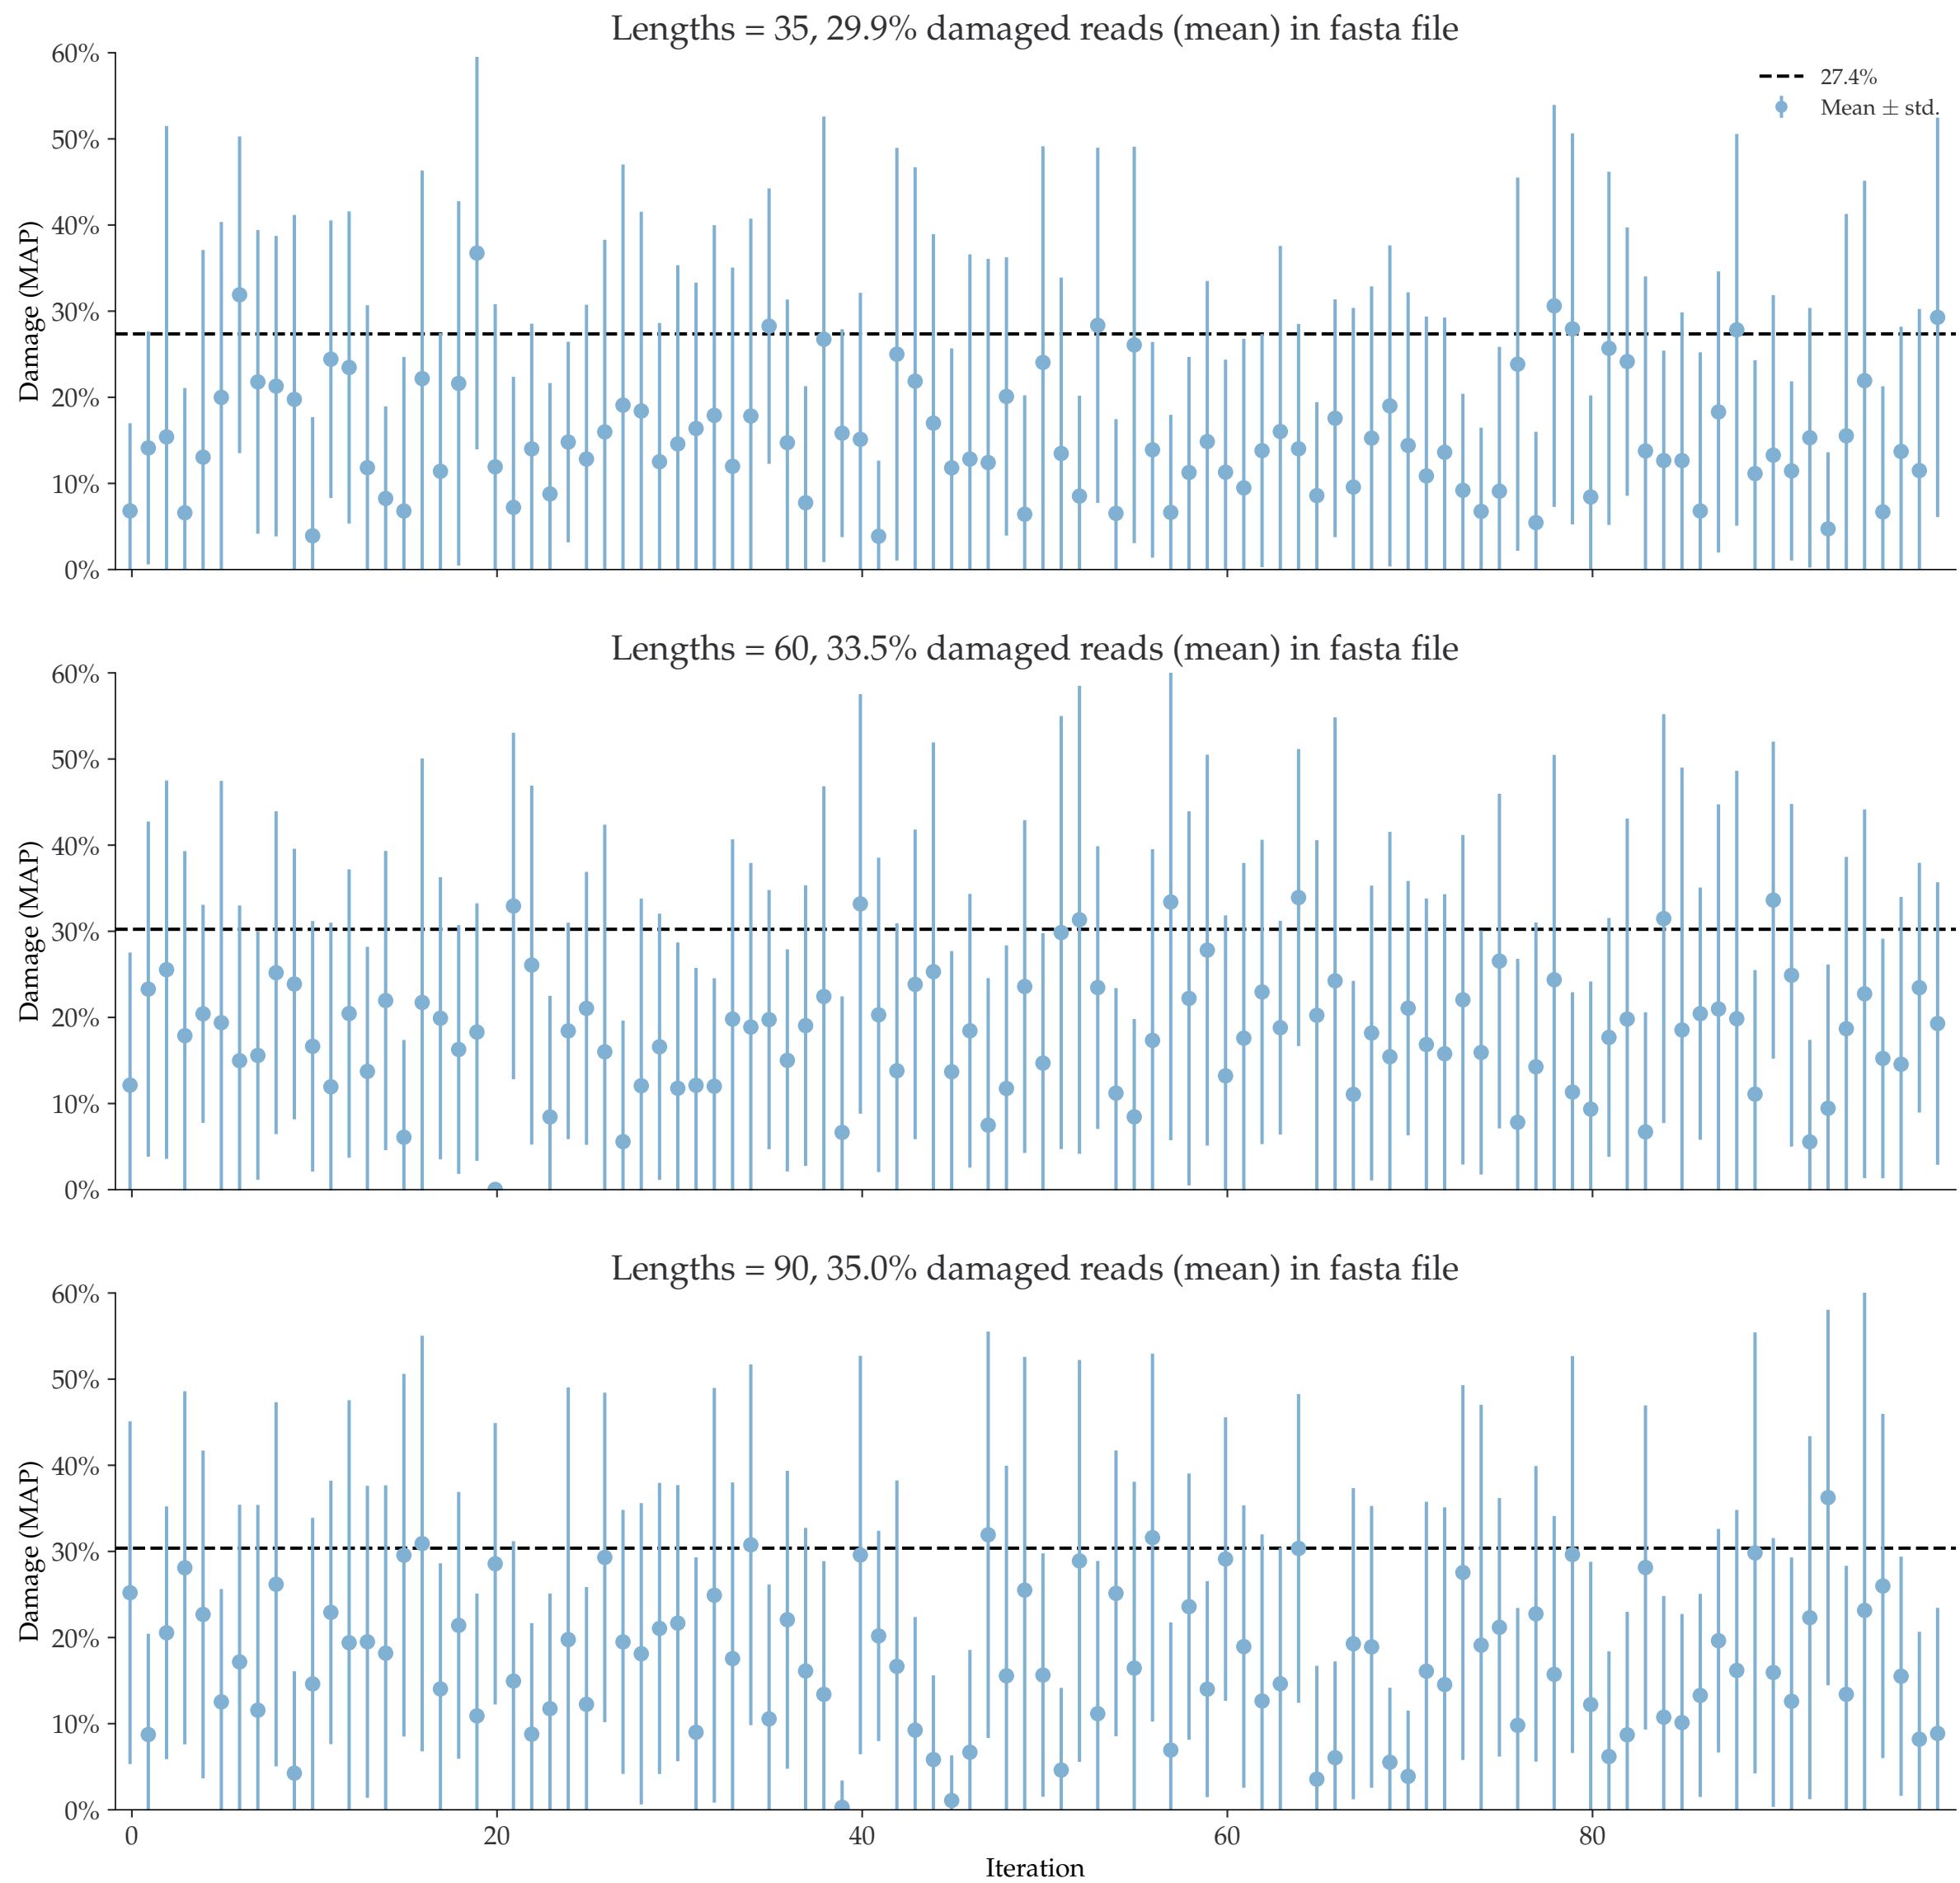 Lengths = 35, 29.9% damaged reads (mean) in fasta file
60%
50%
40%
30%
20%
10%
0%
Damage (MAP)
27.4%
Mean ± std.
Lengths = 60, 33.5% damaged reads (mean) in fasta file
60%
50%
40%
30%
20%
10%
0%
Damage (MAP)
Lengths = 90, 35.0% damaged reads (mean) in fasta file
60%
50%
40%
30%
20%
10%
0%
Damage (MAP)
0 20 40 60 80
Iteration